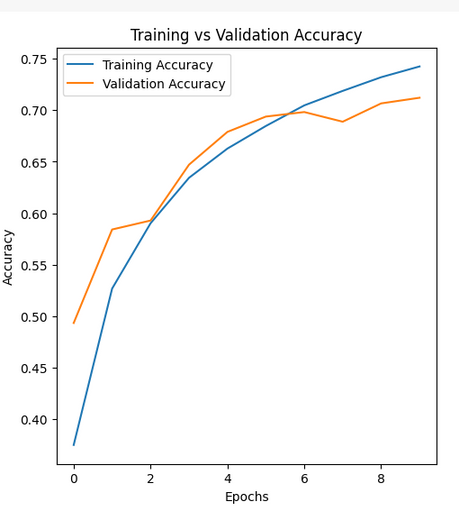 Training vs Validation Accuracy
Training Accuracy
Validation Accuracy
0.75
0.70
0.65
0.60
0.55
0.50
0.45
0.40
Accuracy
0 2 4 6 8
Epochs